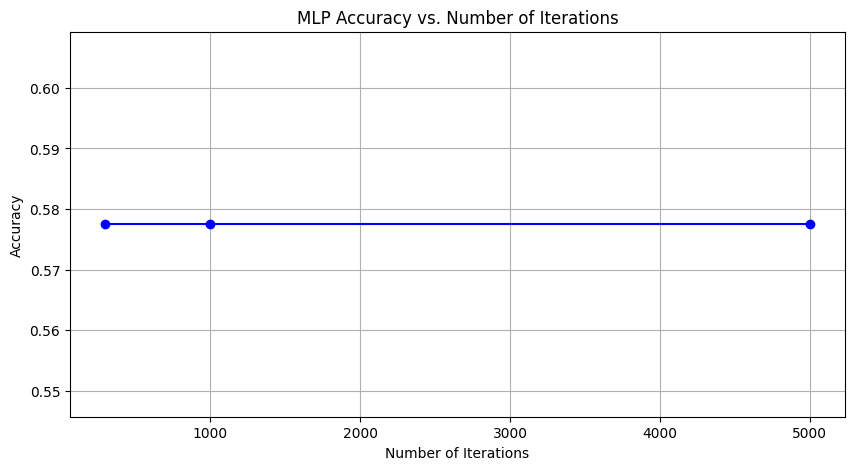 MLP Accuracy vs. Number of Iterations
Accuracy
0.60
0.59
0.58
0.57
0.56
0.55
1000 2000 3000 4000 5000
Number of Iterations